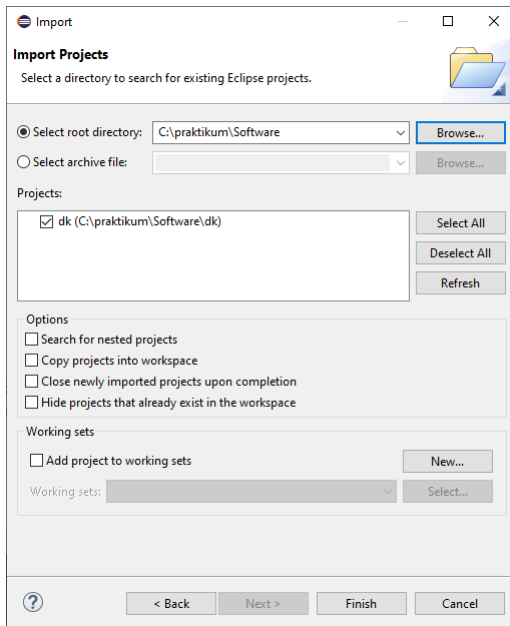 Import
Import Projects
Select a directory to search for existing Eclipse projects.
Select root directory: C:\praktikum\Software Browse...
Select archive file: Browse...
Projects:
dk (C:\praktikum\Software\dk)
Select All
Deselect All
Refresh
Options
Search for nested projects
Copy projects into workspace
Close newly imported projects upon completion
Hide projects that already exist in the workspace
Working sets
Add project to working sets New...
Working sets: Select...
? < Back Next > Finish Cancel